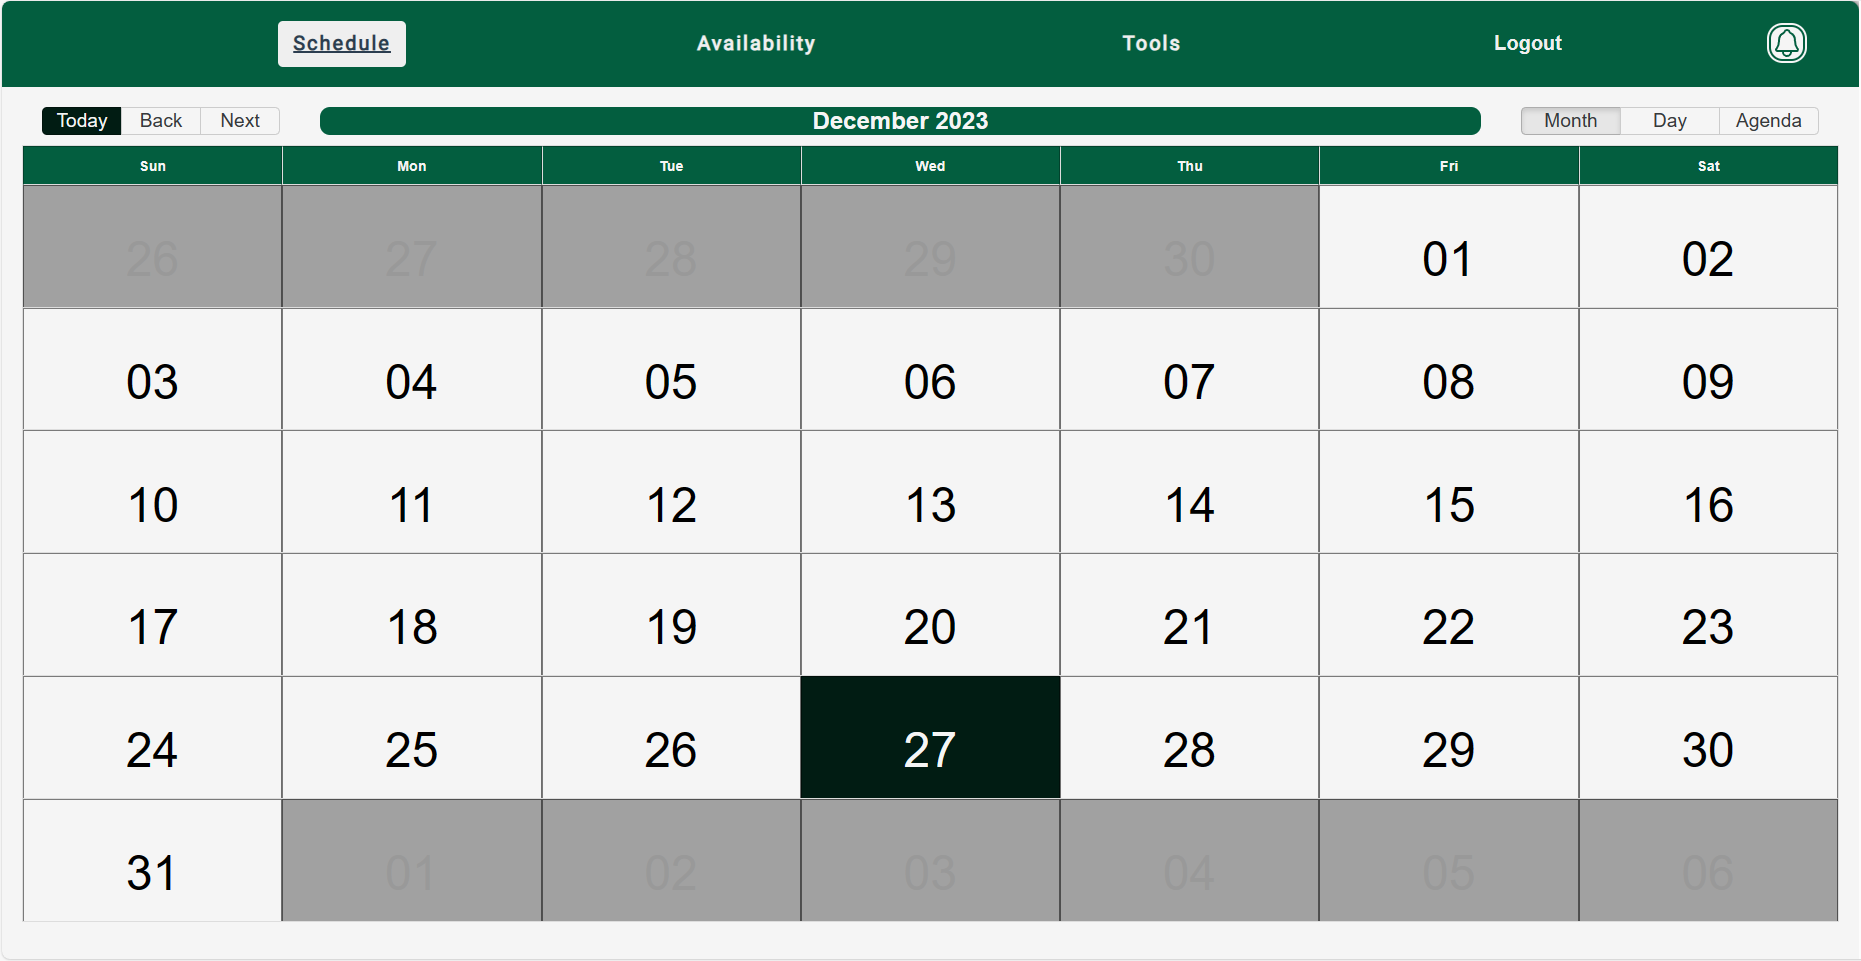 Schedule Availability Tools Logout
Today Back Next December 2023 Month Day Agenda
Sun Mon Tue Wed Thu Fri Sat
26 27 28 29 30 01 02
03 04 05 06 07 08 09
10 11 12 13 14 15 16
17 18 19 20 21 22 23
24 25 26 27 28 29 30
31 01 02 03 04 05 06